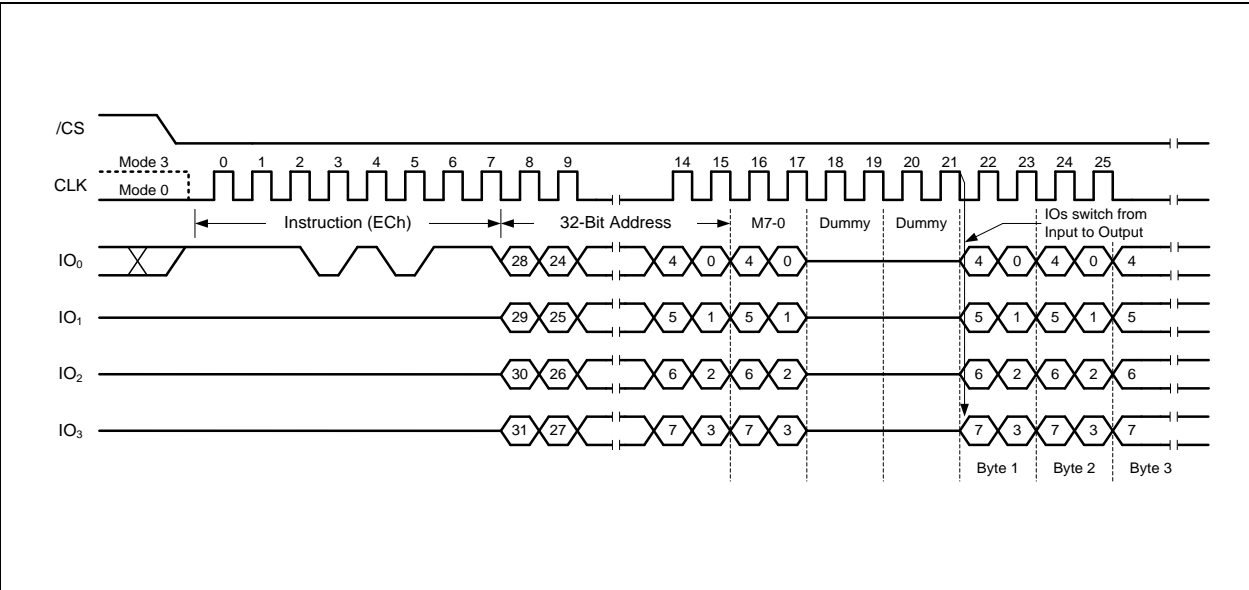 /CS
Mode 3 0 1 2 3 4 5 6 7 8 9 14 15 16 17 18 19 20 21 22 23 24 25
CLK
Mode 0
Instruction (ECh) 32-Bit Address M7-0 Dummy Dummy IOs switch from
Input to Output
IO₀ 28 24 4 0 4 0 4 0 4 0 4
IO₁ 29 25 5 1 5 1 5 1 5 1 5
IO₂ 30 26 6 2 6 2 6 2 6 2 6
IO₃ 31 27 7 3 7 3 7 3 7 3 7
Byte 1 Byte 2 Byte 3